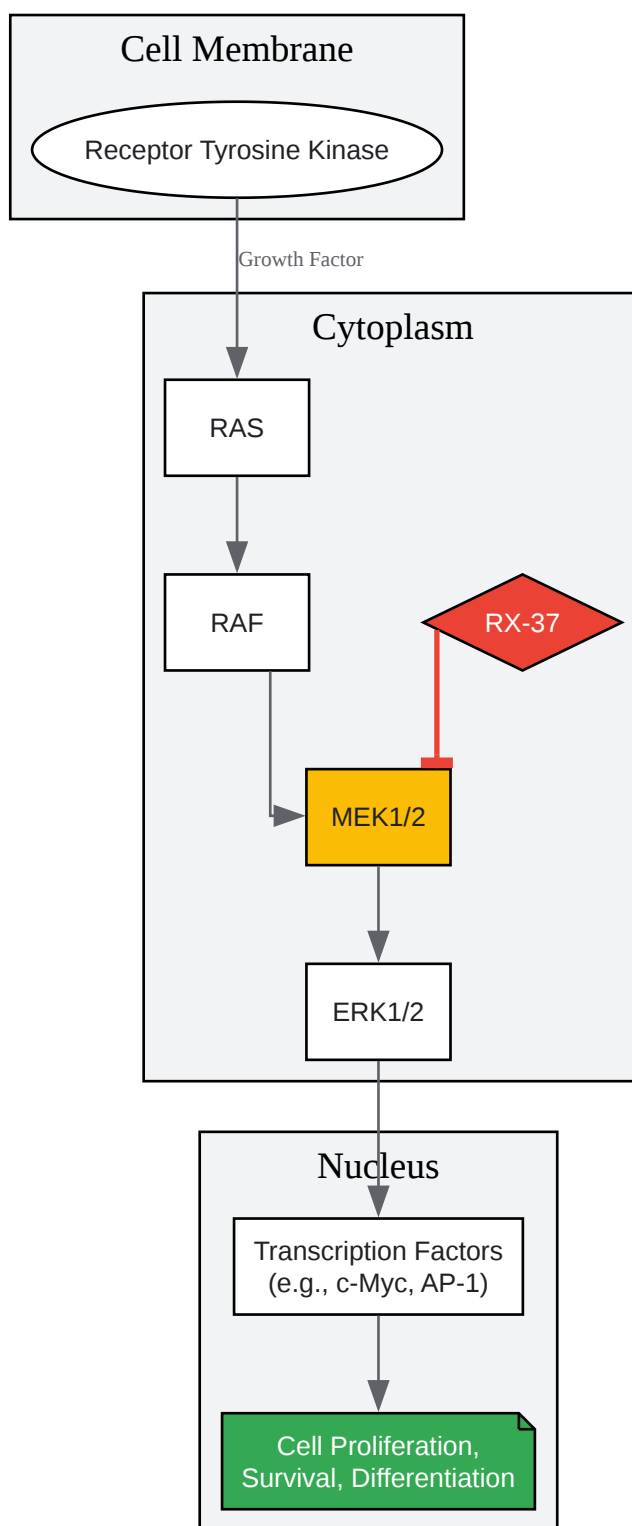 Cell Membrane
Receptor Tyrosine Kinase
Growth Factor
Cytoplasm
RAS
RAF
RX-37
MEK1/2
ERK1/2
Nucleus
Transcription Factors
(e.g., c-Myc, AP-1)
Cell Proliferation,
Survival, Differentiation